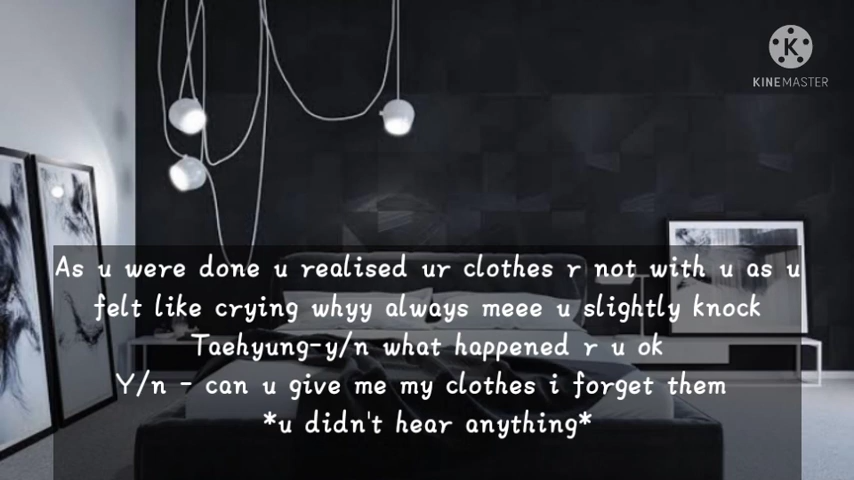 KINEMASTER
As u were done u realised ur clothes r not with u as u
felt like crying whyy always meee u slightly knock
Taehyung-y/n what happened r u ok
Y/n - can u give me my clothes i forget them
*u didn't hear anything*